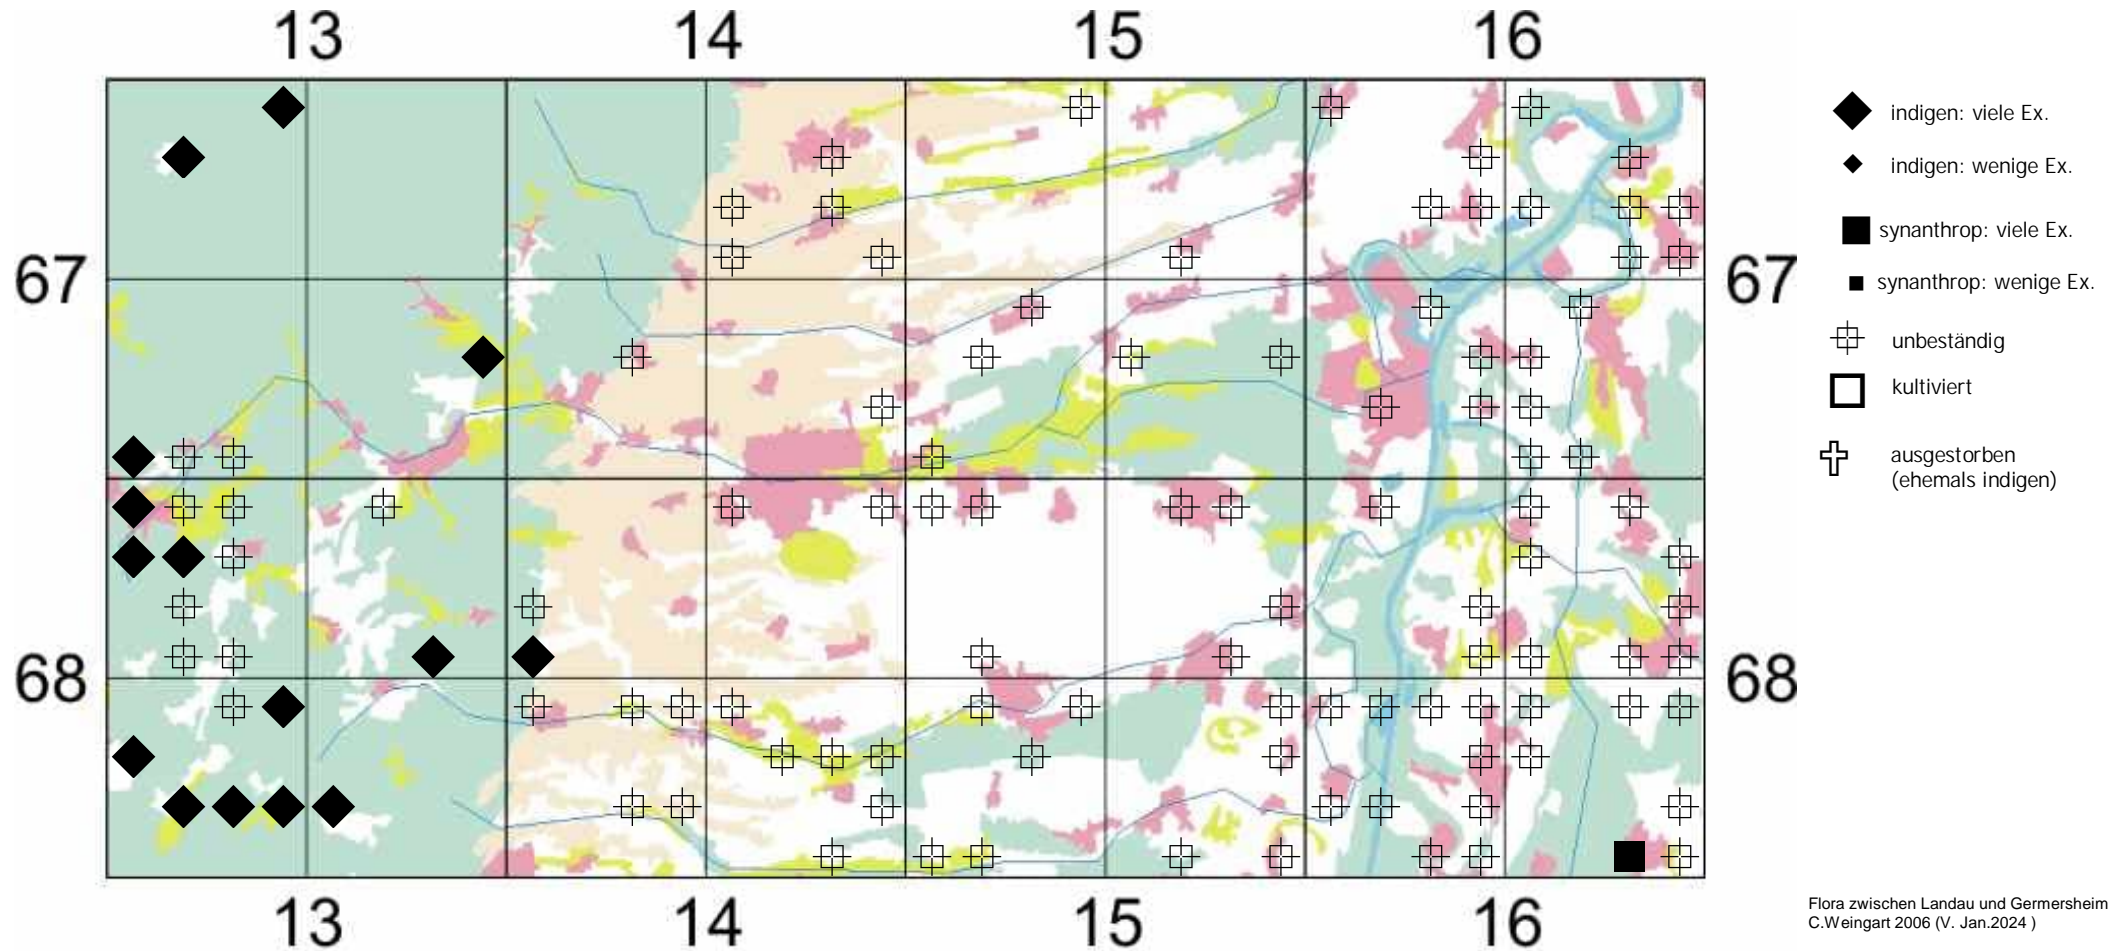 13 14 15 16
67 67
68 68
13 14 15 16
indigen: viele Ex.
indigen: wenige Ex.
synanthrop: viele Ex.
synanthrop: wenige Ex.
unbeständig
kultiviert
ausgestorben
(ehemals indigen)
Flora zwischen Landau und Germersheim
C.Weingart 2006 (V. Jan.2024 )